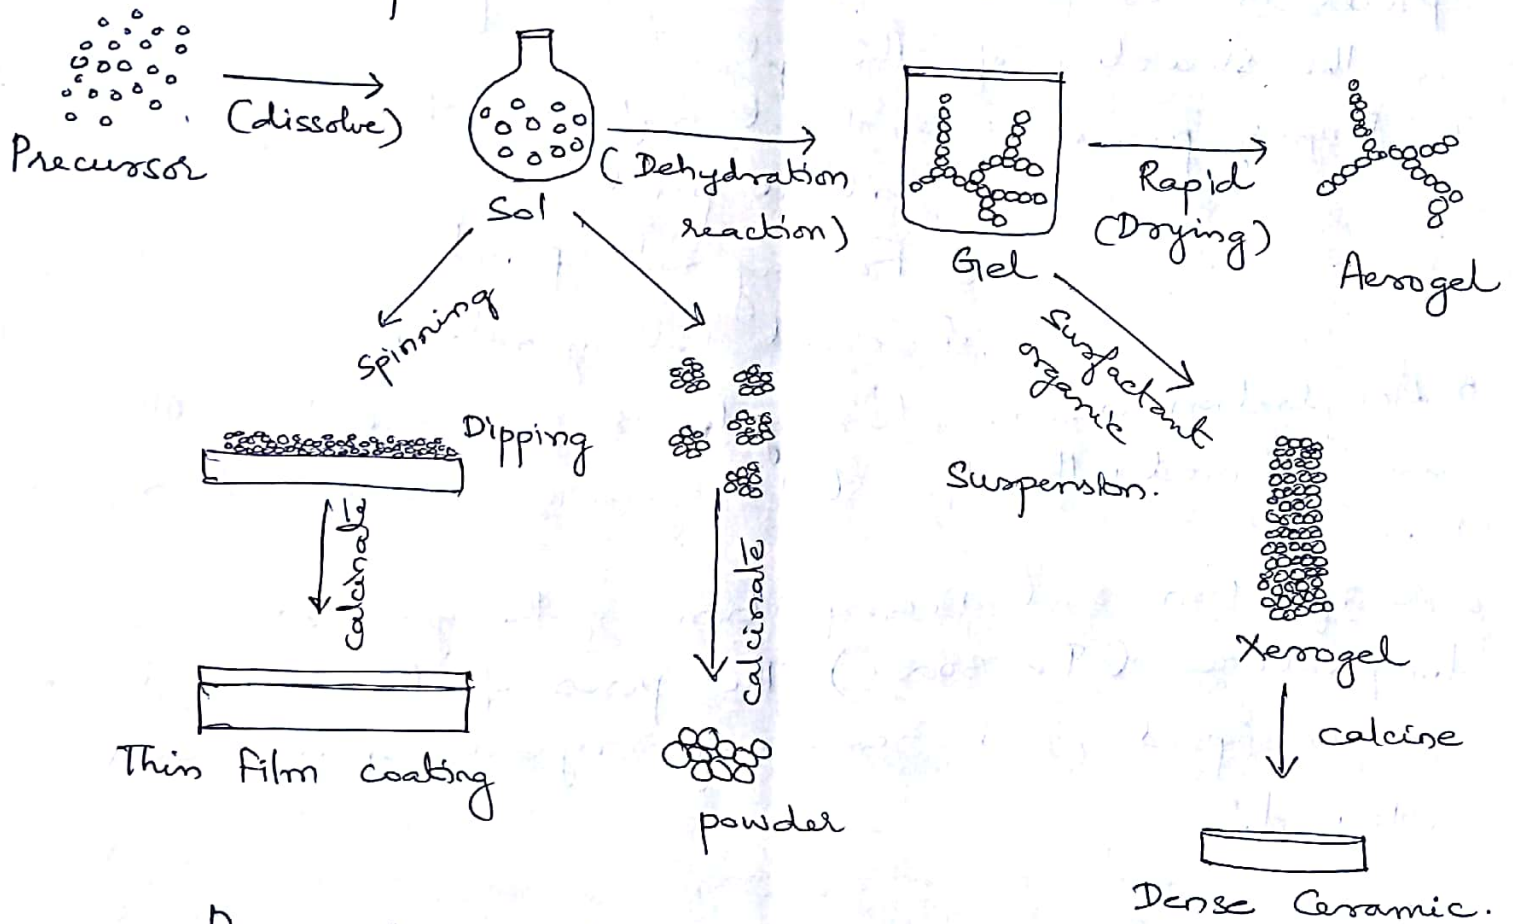 Precursor
(dissolve)
Sol
(Dehydration
reaction)
Gel
Rapid
(Drying)
Aerogel
spinning
Dipping
calcinate
Thin film coating
calcinate
powder
Surfactant
organic
Suspension.
Xerogel
calcine
Dense Ceramic.